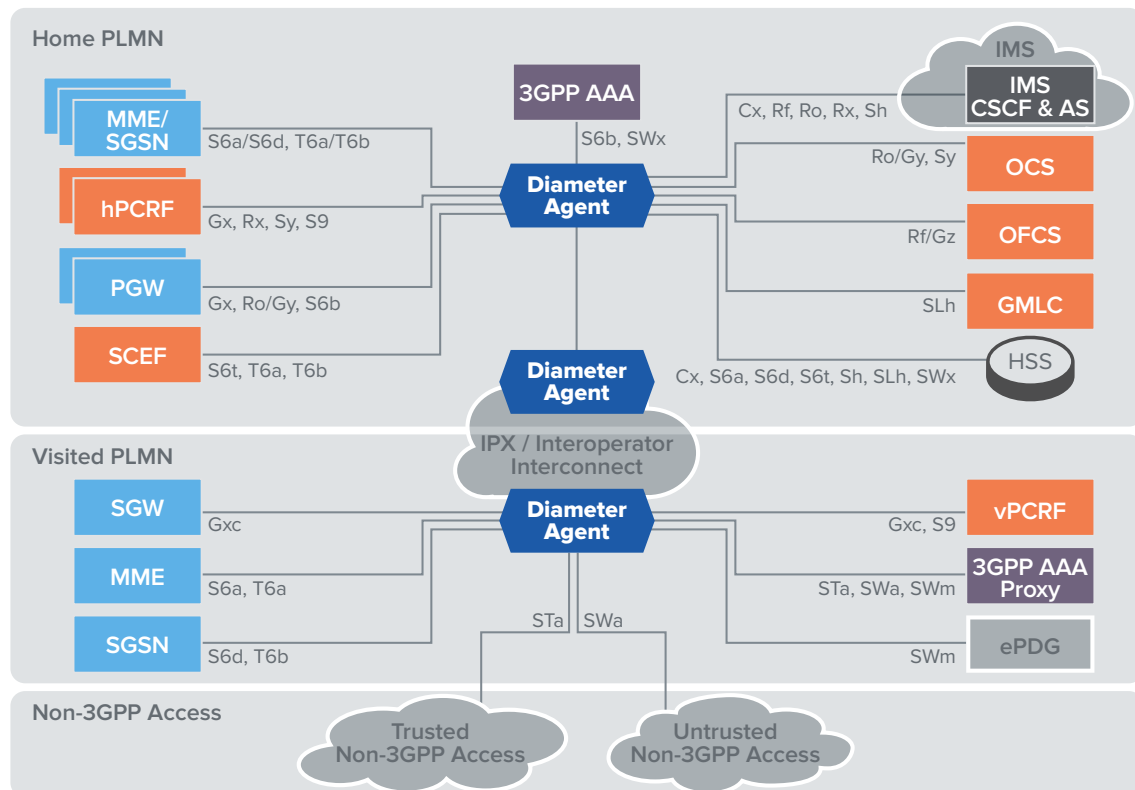 Home PLMN
IMS
MME/
SGSN
S6a/S6d, T6a/T6b
3GPP AAA
S6b, SWx
Cx, Rf, Ro, Rx, Sh
IMS
CSCF & AS
Ro/Gy, Sy
OCS
hPCRF
Gx, Rx, Sy, S9
Diameter
Agent
Rf/Gz
OFCS
PGW
Gx, Ro/Gy, S6b
SLh
GMLC
SCEF
S6t, T6a, T6b
Diameter
Agent
Cx, S6a, S6d, S6t, Sh, SLh, SWx
HSS
IPX / Interoperator
Interconnect
Visited PLMN
SGW
Gxc
Diameter
Agent
Gxc, S9
vPCRF
MME
S6a, T6a
STa, SWa, SWm
3GPP AAA
Proxy
SGSN
S6d, T6b
STa
SWa
SWm
ePDG
Non-3GPP Access
Trusted
Non-3GPP Access
Untrusted
Non-3GPP Access